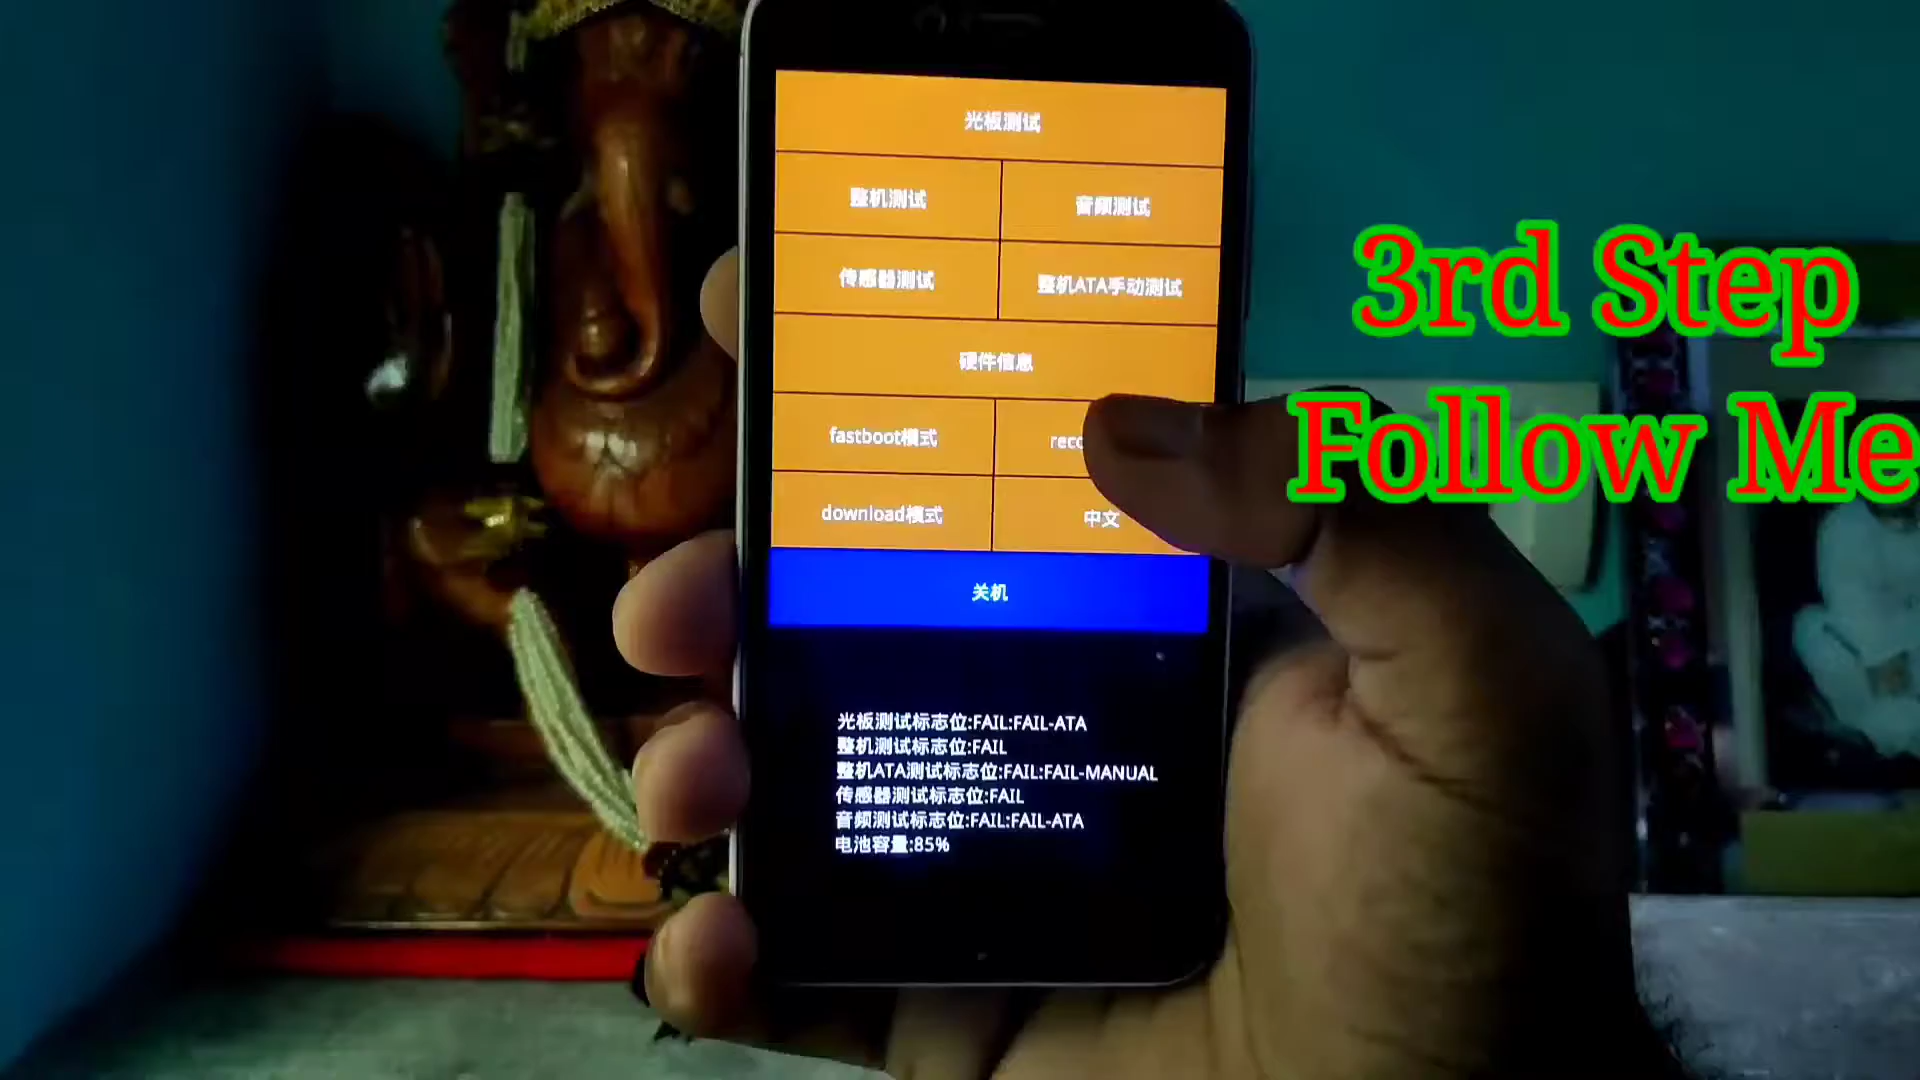 光板测试
整机测试
音频测试
传感器测试
整机ATA手动测试
硬件信息
fastboot模式
download模式
中文
关机
光板测试标志位:FAIL:FAIL-ATA
整机测试标志位:FAIL
整机ATA测试标志位:FAIL:FAIL-MANUAL
传感器测试标志位:FAIL
音频测试标志位:FAIL:FAIL-ATA
电池容量:85%
3rd Step
Follow Me